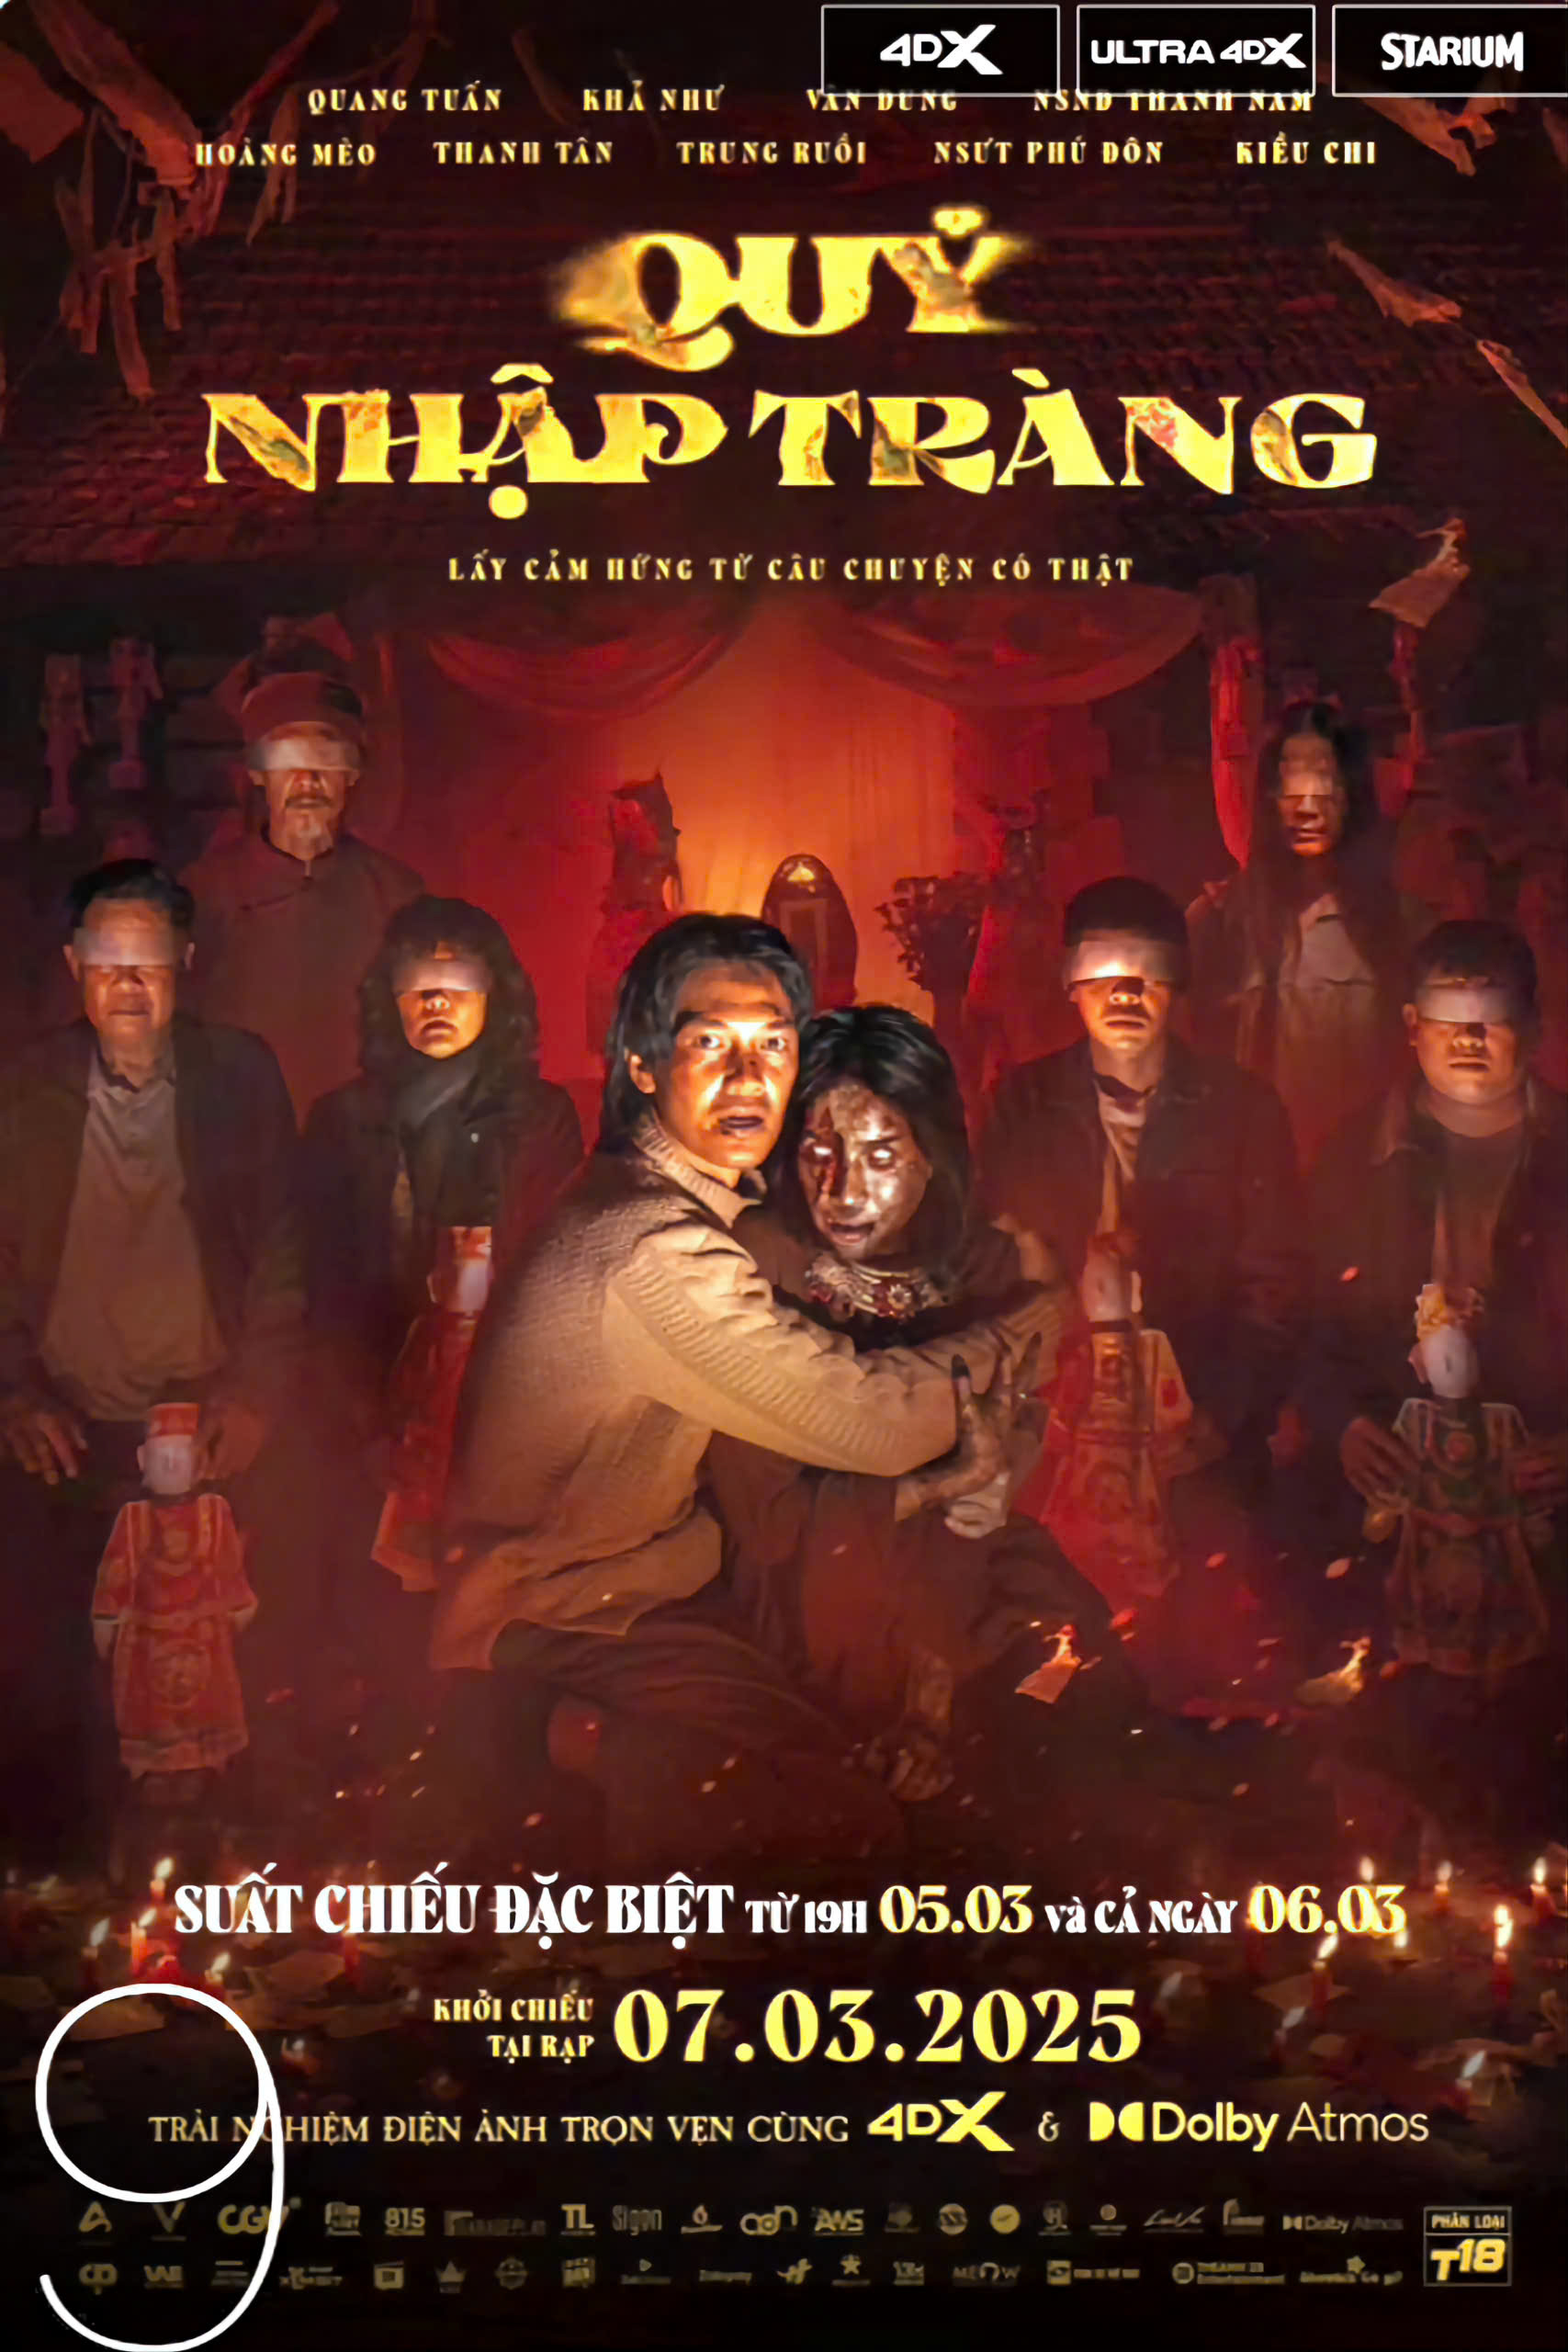 4DX ULTRA 4DX STARIUM
QUANG TUẤN KHẢ NHƯ VÂN DUNG NSND THANH NAM
HOÀNG MÈO THANH TÂN TRUNG RUỒI NSƯT PHÚ ĐÔN KIỀU CHI
QUỶ
NHẬP TRÀNG
LẤY CẢM HỨNG TỪ CÂU CHUYỆN CÓ THẬT
SUẤT CHIẾU ĐẶC BIỆT TỪ 19H 05.03 và CẢ NGÀY 06.03
KHỞI CHIẾU
TẠI RẠP
07.03.2025
TRẢI NGHIỆM ĐIỆN ẢNH TRỌN VẸN CÙNG 4DX & Dolby Atmos
9
CGV 815 TL Sigon AWS Dolby Atmos
PHÂN LOẠI
T18
MEOW